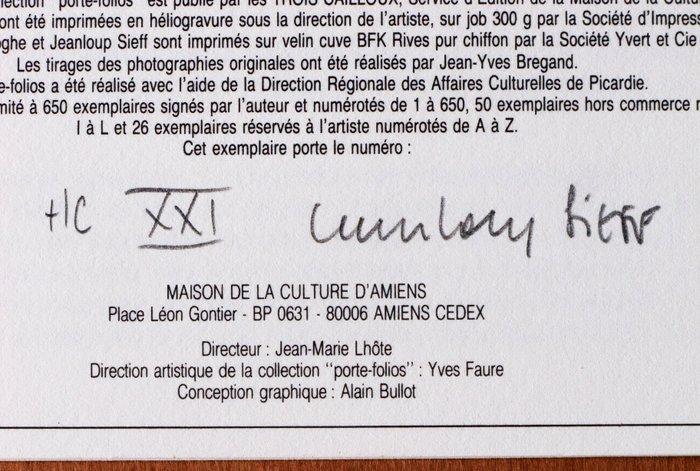 llection "porte-folios" est publié par les TROIS CAILLOUX, Service d'Edition de la Maison de la Cultu
ont été imprimées en héliogravure sous la direction de l'artiste, sur job 300 g par la Société d'Impress
oghe et Jeanloup Sieff sont imprimés sur velin cuve BFK Rives pur chiffon par la Société Yvert et Cie
Les tirages des photographies originales ont été réalisés par Jean-Yves Bregand.
e-folios a été réalisé avec l'aide de la Direction Régionale des Affaires Culturelles de Picardie.
mité à 650 exemplaires signés par l'auteur et numérotés de 1 à 650, 50 exemplaires hors commerce n
I à L et 26 exemplaires réservés à l'artiste numérotés de A à Z.
Cet exemplaire porte le numéro :
H/C XXI Jeanloup Sieff
MAISON DE LA CULTURE D'AMIENS
Place Léon Gontier - BP 0631 - 80006 AMIENS CEDEX
Directeur : Jean-Marie Lhôte
Direction artistique de la collection "porte-folios" : Yves Faure
Conception graphique : Alain Bullot